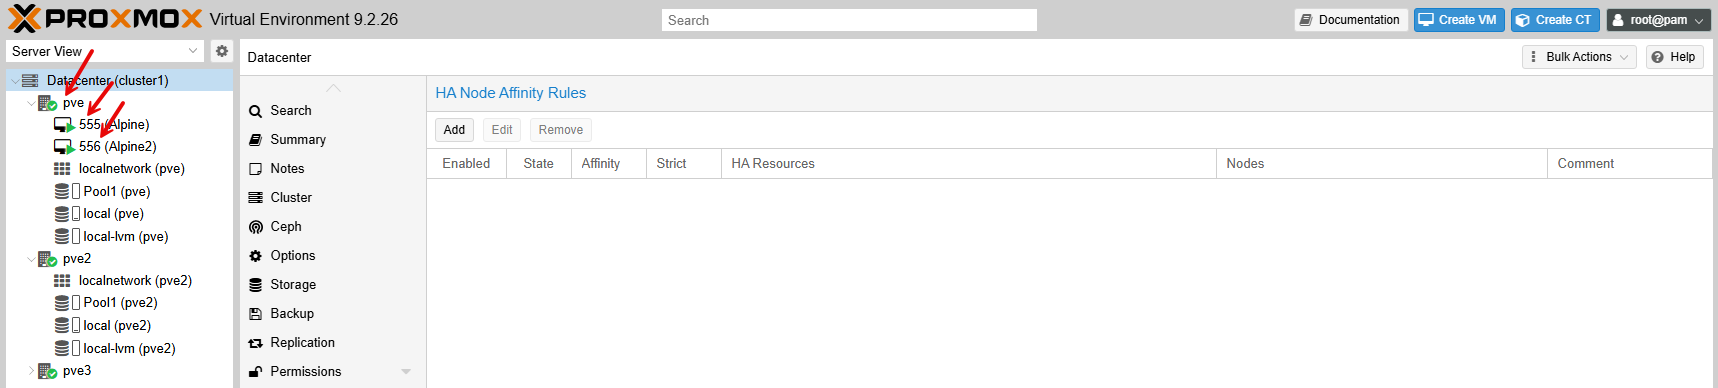 PROXMOX Virtual Environment 9.2.26
Search
Documentation
Create VM
Create CT
root@pam
Server View
Datacenter (cluster1)
pve
555 (Alpine)
556 (Alpine2)
localnetwork (pve)
Pool1 (pve)
local (pve)
local-lvm (pve)
pve2
localnetwork (pve2)
Pool1 (pve2)
local (pve2)
local-lvm (pve2)
pve3
Datacenter
Bulk Actions
Help
Search
Summary
Notes
Cluster
Ceph
Options
Storage
Backup
Replication
Permissions
HA Node Affinity Rules
Add Edit Remove
Enabled State Affinity Strict HA Resources Nodes Comment